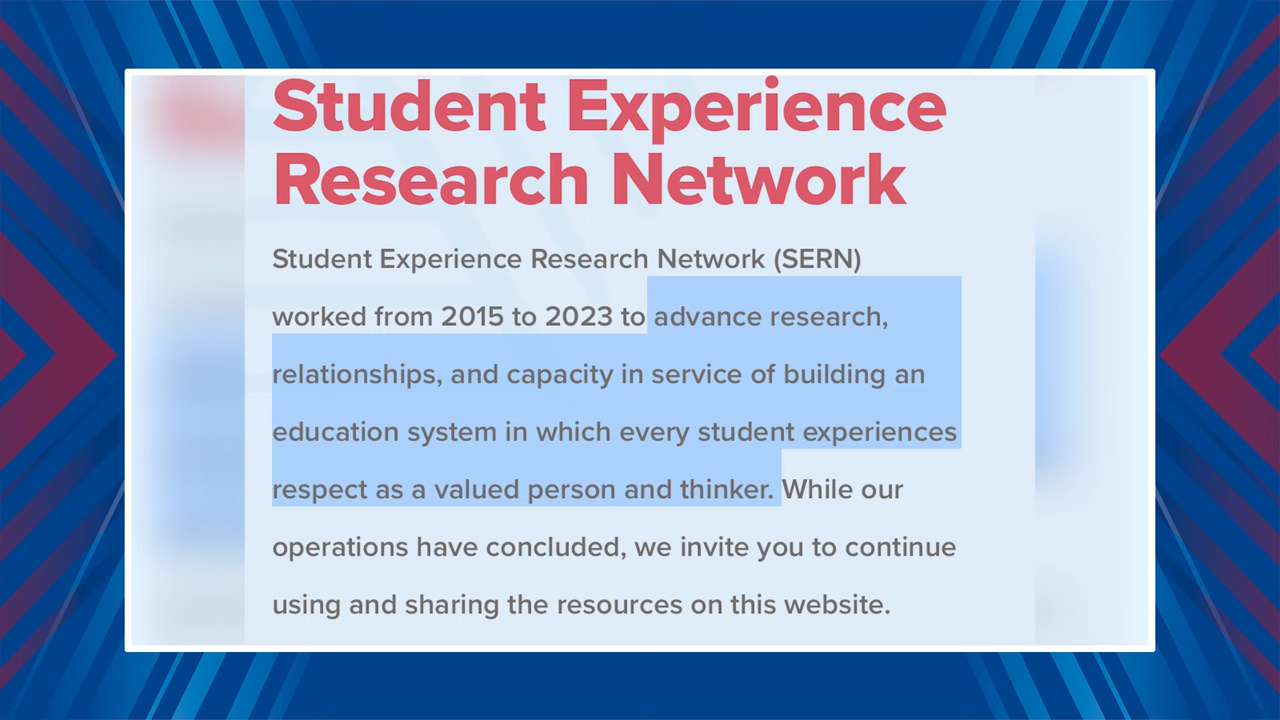 Student Experience
Research Network
Student Experience Research Network (SERN)
worked from 2015 to 2023 to advance research,
relationships, and capacity in service of building an
education system in which every student experiences
respect as a valued person and thinker. While our
operations have concluded, we invite you to continue
using and sharing the resources on this website.